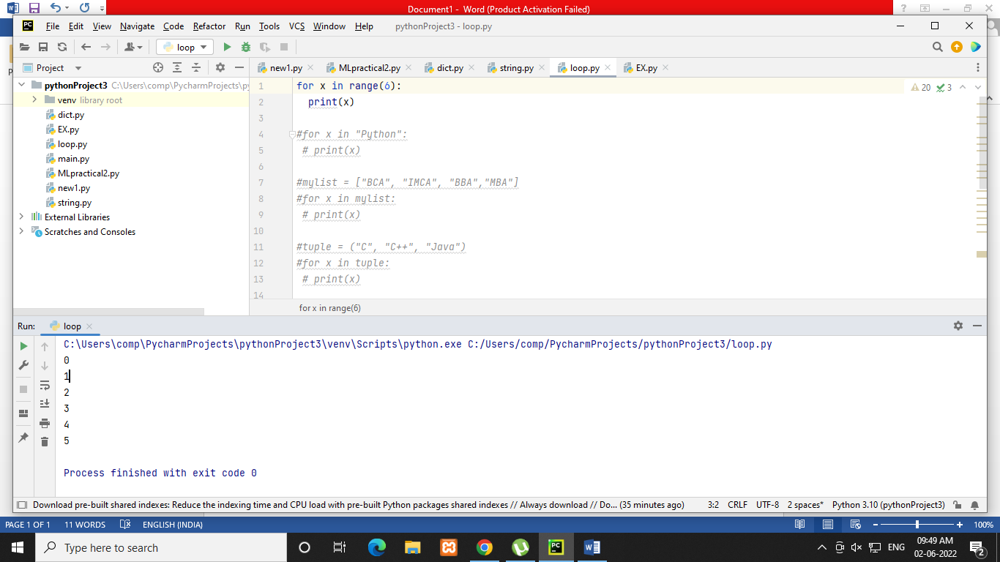 Document1 - Word (Product Activation Failed)
File Edit View Navigate Code Refactor Run Tools VCS Window Help pythonProject3 - loop.py
loop
Project
new1.py MLpractical2.py dict.py string.py loop.py EX.py
pythonProject3 C:\Users\comp\PycharmProjects\py
venv library root
dict.py
EX.py
loop.py
main.py
MLpractical2.py
new1.py
string.py
External Libraries
Scratches and Consoles
20 3
1 for x in range(6):
2 print(x)
3
4 #for x in "Python":
5 # print(x)
6
7 #mylist = ["BCA", "IMCA", "BBA","MBA"]
8 #for x in mylist:
9 # print(x)
10
11 #tuple = ("C", "C++", "Java")
12 #for x in tuple:
13 # print(x)
14
for x in range(6)
Run: loop
C:\Users\comp\PycharmProjects\pythonProject3\venv\Scripts\python.exe C:/Users/comp/PycharmProjects/pythonProject3/loop.py
0
1
2
3
4
5
Process finished with exit code 0
Download pre-built shared indexes: Reduce the indexing time and CPU load with pre-built Python packages shared indexes // Always download // Do... (35 minutes ago) 3:2 CRLF UTF-8 2 spaces* Python 3.10 (pythonProject3)
PAGE 1 OF 1 11 WORDS ENGLISH (INDIA) 100%
Type here to search
ENG
09:49 AM
02-06-2022
2